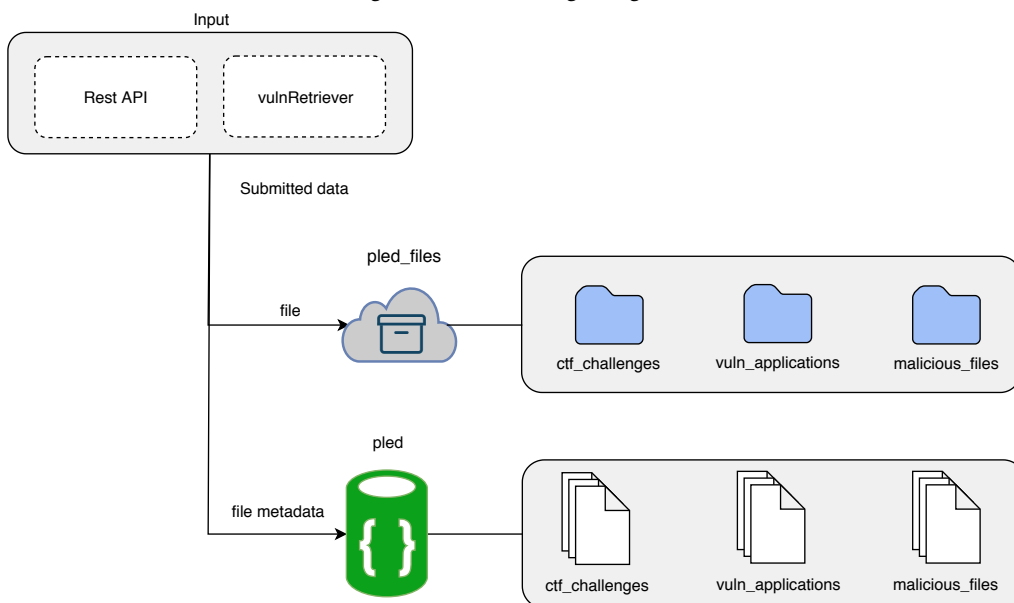 Input
Rest API
vulnRetriever
Submitted data
pled_files
file
ctf_challenges
vuln_applications
malicious_files
pled
file metadata
{ }
ctf_challenges
vuln_applications
malicious_files